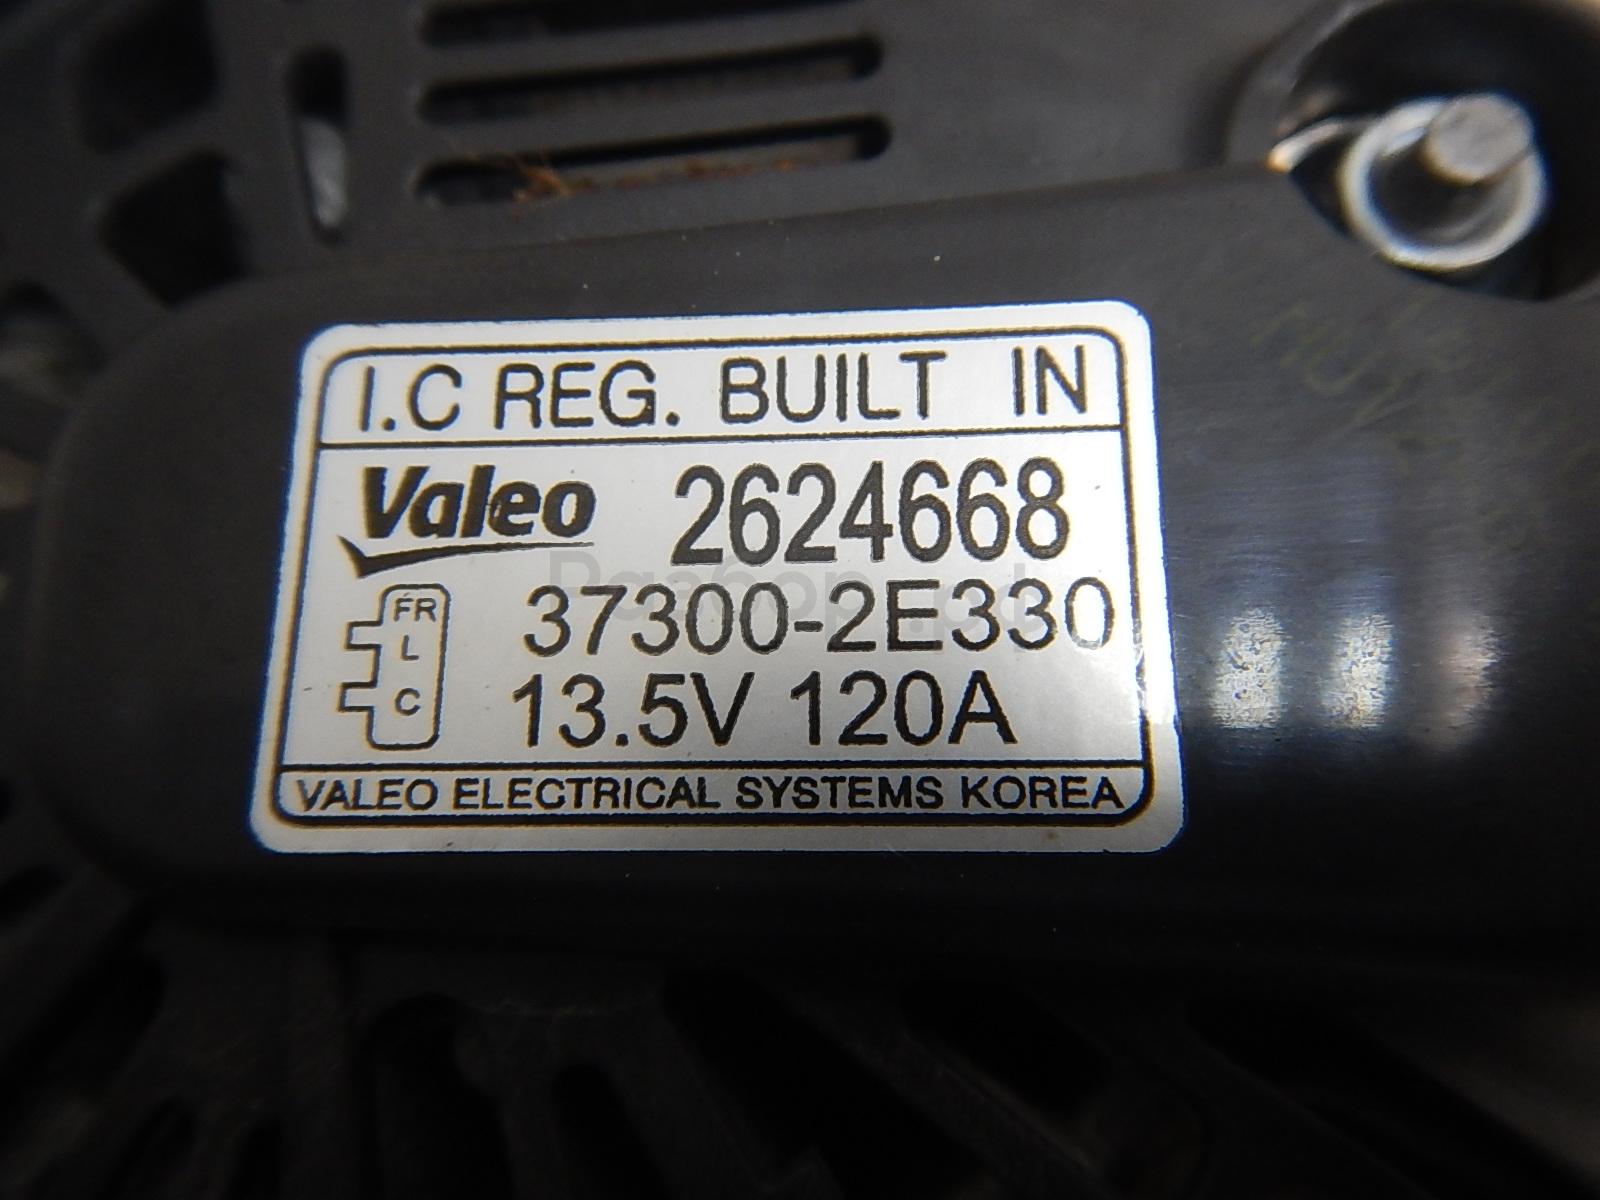 I.C REG. BUILT IN
Valeo 2624668
FR
L
C
37300-2E330
13.5V 120A
VALEO ELECTRICAL SYSTEMS KOREA